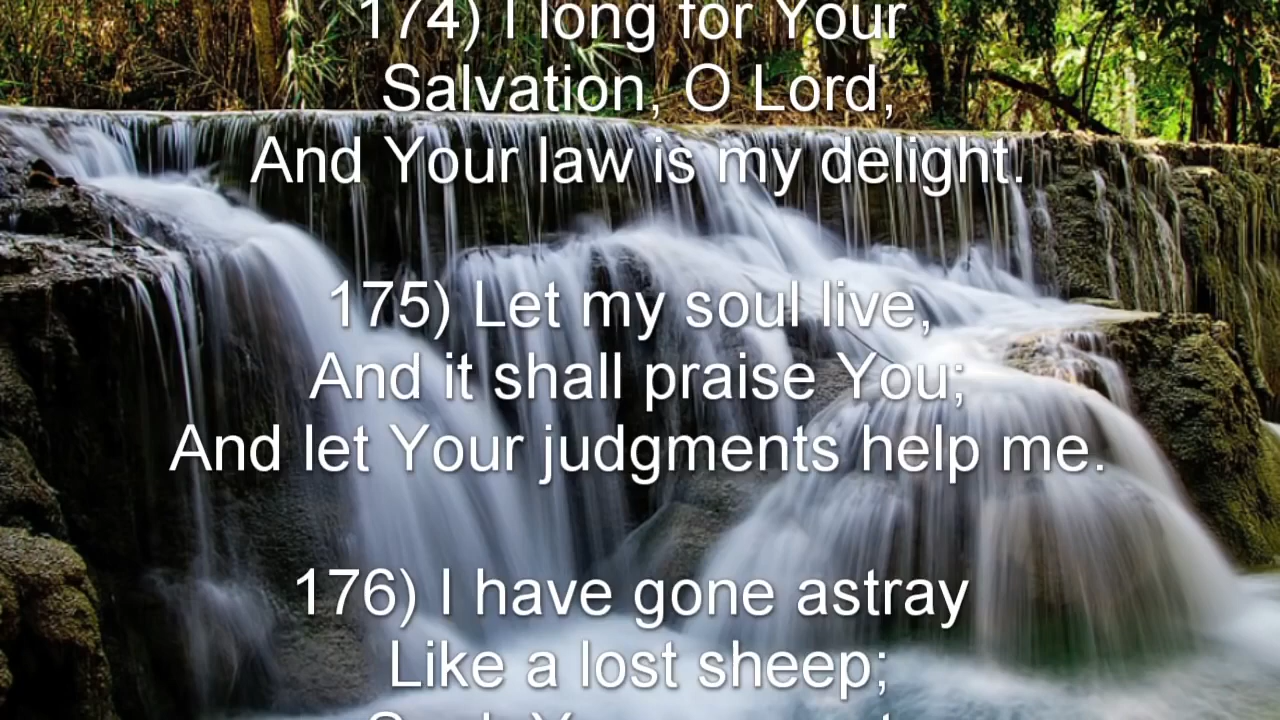 174) I long for Your
Salvation, O Lord,
And Your law is my delight.
175) Let my soul live,
And it shall praise You;
And let Your judgments help me.
176) I have gone astray
Like a lost sheep;